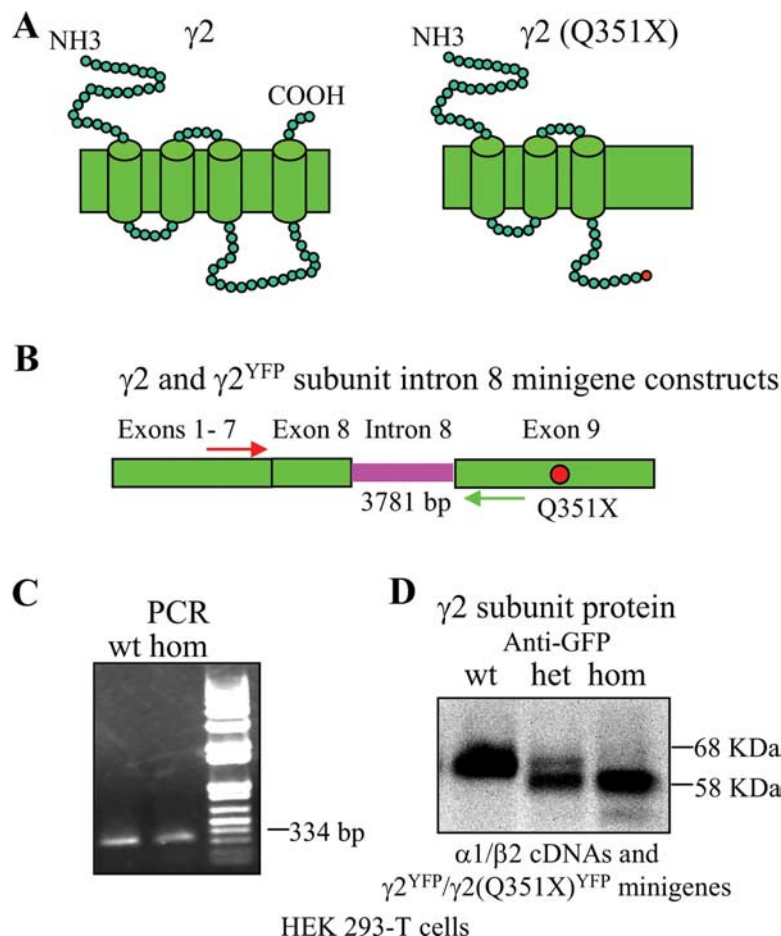 A
γ2
γ2 (Q351X)
NH3
NH3
COOH
B
γ2 and γ2YFP subunit intron 8 minigene constructs
Exons 1- 7 Exon 8 Intron 8 Exon 9
3781 bp
Q351X
C
PCR
wt hom
334 bp
D
γ2 subunit protein
Anti-GFP
wt het hom
68 KDa
58 KDa
α1/β2 cDNAs and
γ2YFP/γ2(Q351X)YFP minigenes
HEK 293-T cells